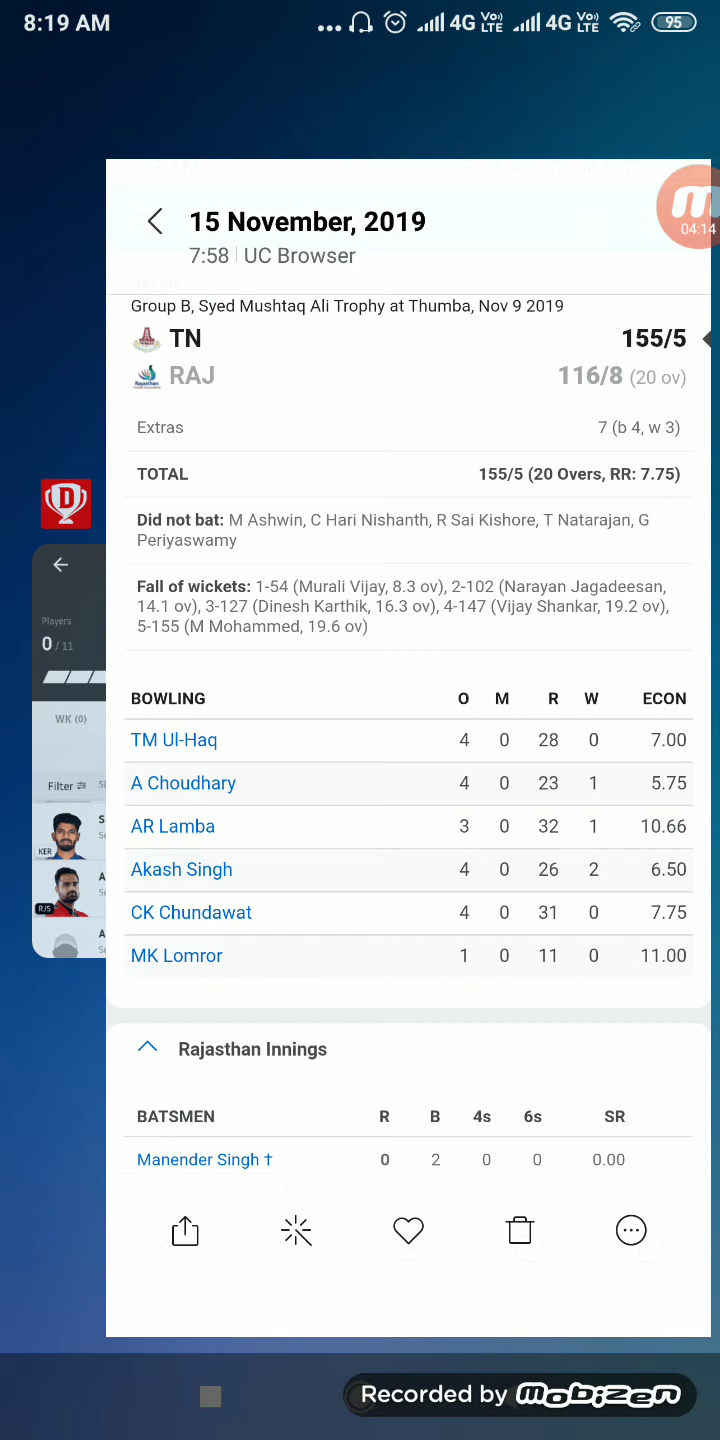 8:19 AM
... 4G Vo)) LTE 4G Vo)) LTE 95
15 November, 2019
7:58 | UC Browser
04:14
Group B, Syed Mushtaq Ali Trophy at Thumba, Nov 9 2019
TN 155/5
RAJ 116/8 (20 ov)
Extras 7 (b 4, w 3)
TOTAL 155/5 (20 Overs, RR: 7.75)
Did not bat: M Ashwin, C Hari Nishanth, R Sai Kishore, T Natarajan, G
Periyaswamy
Fall of wickets: 1-54 (Murali Vijay, 8.3 ov), 2-102 (Narayan Jagadeesan,
14.1 ov), 3-127 (Dinesh Karthik, 16.3 ov), 4-147 (Vijay Shankar, 19.2 ov),
5-155 (M Mohammed, 19.6 ov)
BOWLING O M R W ECON
TM Ul-Haq 4 0 28 0 7.00
A Choudhary 4 0 23 1 5.75
AR Lamba 3 0 32 1 10.66
Akash Singh 4 0 26 2 6.50
CK Chundawat 4 0 31 0 7.75
MK Lomror 1 0 11 0 11.00
Rajasthan Innings
BATSMEN R B 4s 6s SR
Manender Singh † 0 2 0 0 0.00
D
Players
0 / 11
WK (0)
Filter
S
KER
A
RJS
A
Recorded by mobizen